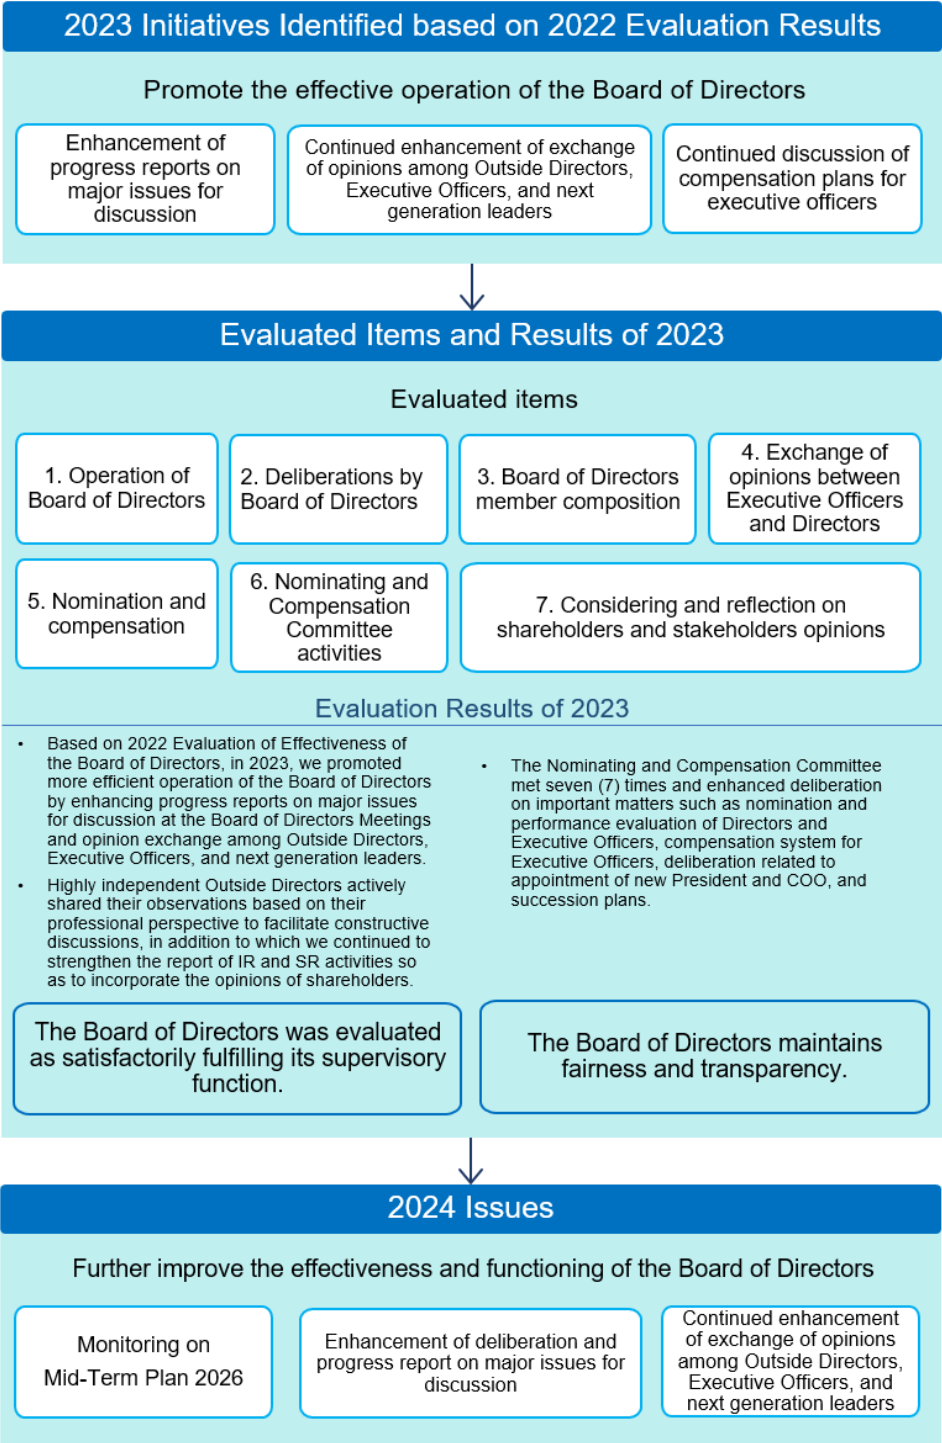 2023 Initiatives Identified based on 2022 Evaluation Results
Promote the effective operation of the Board of Directors
Enhancement of
progress reports on
major issues for
discussion
Continued enhancement of exchange
of opinions among Outside Directors,
Executive Officers, and next
generation leaders
Continued discussion of
compensation plans for
executive officers
Evaluated Items and Results of 2023
Evaluated items
1. Operation of
Board of Directors
2. Deliberations by
Board of Directors
3. Board of Directors
member composition
4. Exchange of
opinions between
Executive Officers
and Directors
5. Nomination and
compensation
6. Nominating and
Compensation
Committee
activities
7. Considering and reflection on
shareholders and stakeholders opinions
Evaluation Results of 2023
• Based on 2022 Evaluation of Effectiveness of
the Board of Directors, in 2023, we promoted
more efficient operation of the Board of Directors
by enhancing progress reports on major issues
for discussion at the Board of Directors Meetings
and opinion exchange among Outside Directors,
Executive Officers, and next generation leaders.
• Highly independent Outside Directors actively
shared their observations based on their
professional perspective to facilitate constructive
discussions, in addition to which we continued to
strengthen the report of IR and SR activities so
as to incorporate the opinions of shareholders.
• The Nominating and Compensation Committee
met seven (7) times and enhanced deliberation
on important matters such as nomination and
performance evaluation of Directors and
Executive Officers, compensation system for
Executive Officers, deliberation related to
appointment of new President and COO, and
succession plans.
The Board of Directors was evaluated
as satisfactorily fulfilling its supervisory
function.
The Board of Directors maintains
fairness and transparency.
2024 Issues
Further improve the effectiveness and functioning of the Board of Directors
Monitoring on
Mid-Term Plan 2026
Enhancement of deliberation and
progress report on major issues for
discussion
Continued enhancement
of exchange of opinions
among Outside Directors,
Executive Officers, and
next generation leaders